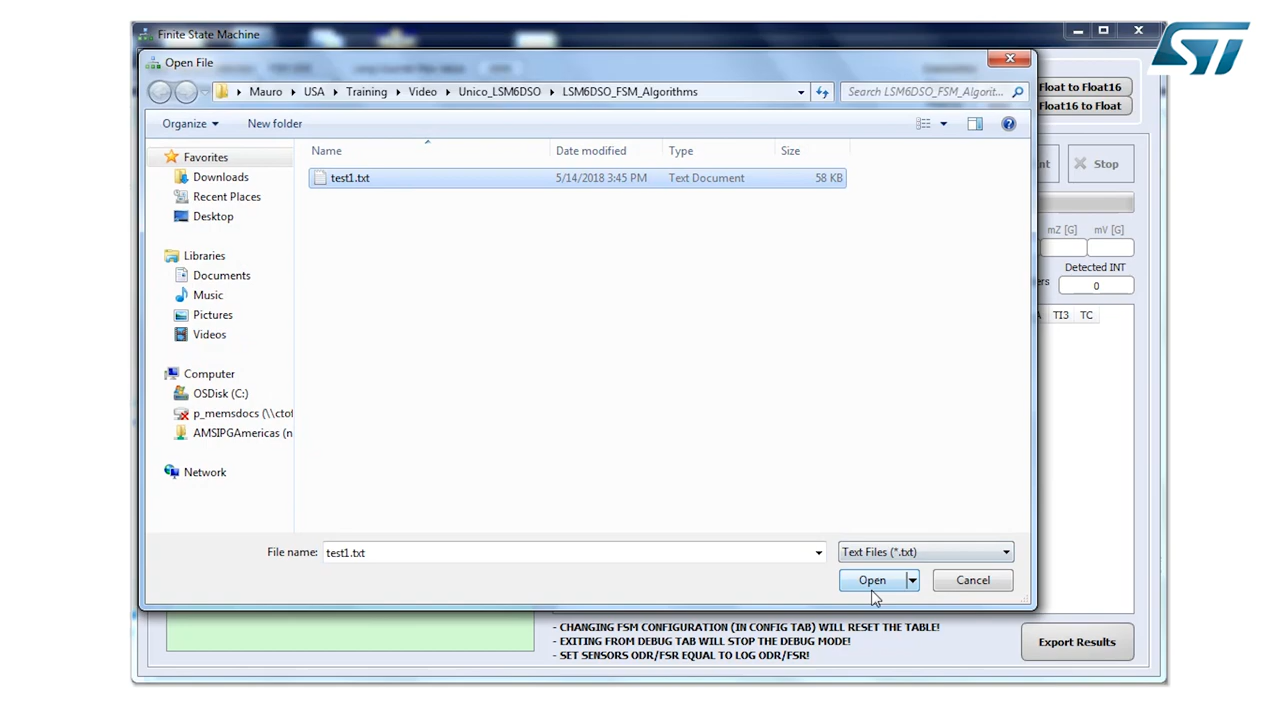 Finite State Machine
ST
Open File
Mauro USA Training Video Unico_LSM6DSO LSM6DSO_FSM_Algorithms
Search LSM6DSO_FSM_Algorit...
Float to Float16
Float16 to Float
Organize New folder
Name Date modified Type Size
test1.txt 5/14/2018 3:45 PM Text Document 58 KB
Stop
Favorites
Downloads
Recent Places
Desktop
Libraries
Documents
Music
Pictures
Videos
Computer
OSDisk (C:)
p_memsdocs (\\ctof
AMSIPGAmericas (n
Network
mZ [G] mV [G]
Detected INT
ers 0
TI3 TC
File name: test1.txt Text Files (*.txt)
Open Cancel
- CHANGING FSM CONFIGURATION (IN CONFIG TAB) WILL RESET THE TABLE!
- EXITING FROM DEBUG TAB WILL STOP THE DEBUG MODE!
- SET SENSORS ODR/FSR EQUAL TO LOG ODR/FSR!
Export Results